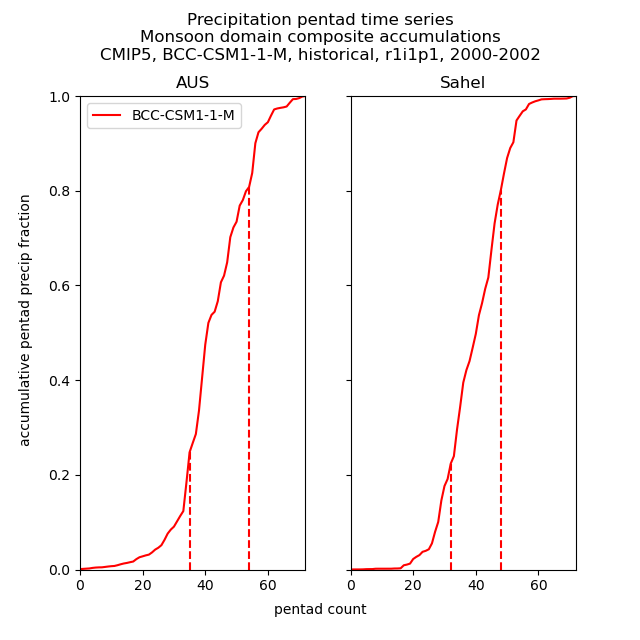 Precipitation pentad time series
Monsoon domain composite accumulations
CMIP5, BCC-CSM1-1-M, historical, r1i1p1, 2000-2002
AUS
Sahel
BCC-CSM1-1-M
accumulative pentad precip fraction
1.0
0.8
0.6
0.4
0.2
0.0
0 20 40 60
0 20 40 60
pentad count